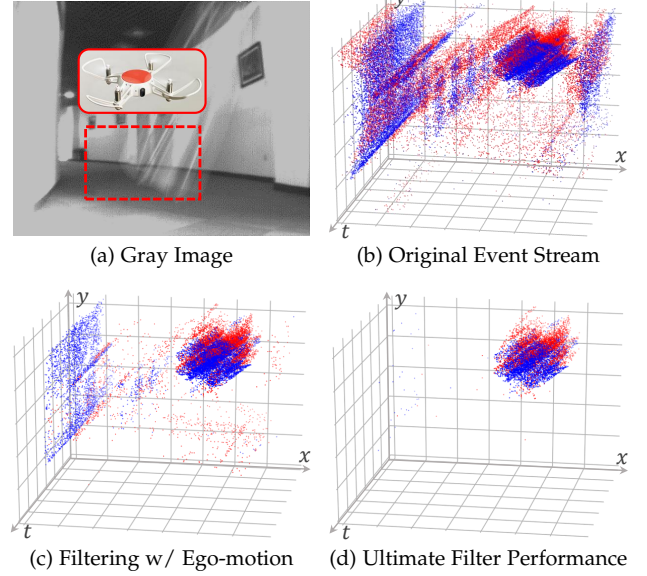 y
x
t
(a) Gray Image
(b) Original Event Stream
y
x
t
(c) Filtering w/ Ego-motion
y
x
t
(d) Ultimate Filter Performance